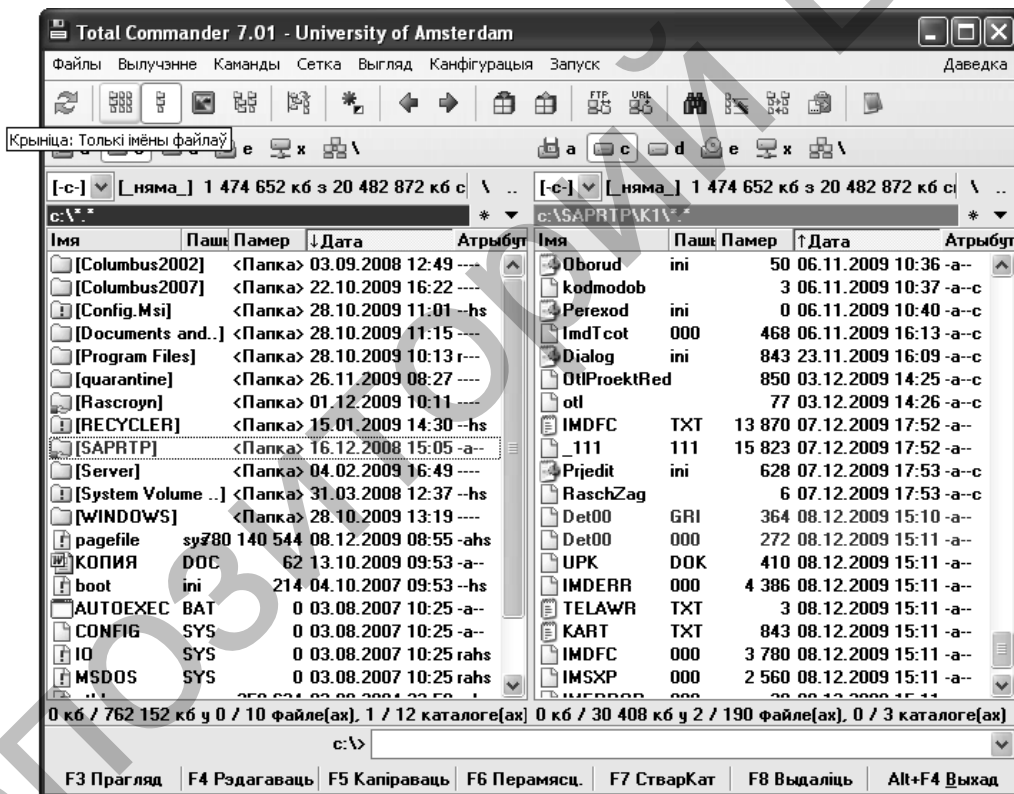 Total Commander 7.01 - University of Amsterdam
Файлы Вылучэнне Каманды Сетка Выгляд Канфігурацыя Запуск Даведка
FTP URL
Крыніца: Толькі імёны файлаў
e x \ a c d e x \
[-c-] [_няма_] 1 474 652 кб з 20 482 872 кб с \ .. [-c-] [_няма_] 1 474 652 кб з 20 482 872 кб с \ ..
c:\*.* * c:\SAPRTP\K1\*.* *
Імя Пашы Памер ↓Дата Атрыбут Імя Пашы Памер ↑Дата Атрыбут
[Columbus2002] <Папка> 03.09.2008 12:49 ---- Oborud ini 50 06.11.2009 10:36 -a--
[Columbus2007] <Папка> 22.10.2009 16:22 ---- kodmodob 3 06.11.2009 10:37 -a--c
[Config.Msi] <Папка> 28.10.2009 11:01 --hs Perexod ini 0 06.11.2009 10:40 -a--c
[Documents and..] <Папка> 28.10.2009 11:15 ---- ImdTcot 000 468 06.11.2009 16:13 -a--c
[Program Files] <Папка> 28.10.2009 10:13 r--- Dialog ini 843 23.11.2009 16:09 -a--c
[quarantine] <Папка> 26.11.2009 08:27 ---- OtlProektRed 850 03.12.2009 14:25 -a--c
[Rascroyn] <Папка> 01.12.2009 10:11 ---- otl 77 03.12.2009 14:26 -a--c
[RECYCLER] <Папка> 15.01.2009 14:30 --hs IMDFC TXT 13 870 07.12.2009 17:52 -a--
[SAPRTP] <Папка> 16.12.2008 15:05 -a-- _111 111 15 823 07.12.2009 17:52 -a--
[Server] <Папка> 04.02.2009 16:49 ---- Prjedit ini 628 07.12.2009 17:53 -a--c
[System Volume ..] <Папка> 31.03.2008 12:37 --hs RaschZag 6 07.12.2009 17:53 -a--c
[WINDOWS] <Папка> 28.10.2009 13:19 ---- Det00 GRI 364 08.12.2009 15:10 -a--
pagefile sys 780 140 544 08.12.2009 08:55 -ahs Det00 000 272 08.12.2009 15:11 -a--
КОПИЯ DOC 62 13.10.2009 09:53 -a-- UPK DOK 410 08.12.2009 15:11 -a--
boot ini 214 04.10.2007 09:53 --hs IMDERR 000 4 386 08.12.2009 15:11 -a--
AUTOEXEC BAT 0 03.08.2007 10:25 -a-- TELAWR TXT 3 08.12.2009 15:11 -a--
CONFIG SYS 0 03.08.2007 10:25 -a-- KART TXT 843 08.12.2009 15:11 -a--
IO SYS 0 03.08.2007 10:25 rahs IMDFC 000 3 780 08.12.2009 15:11 -a--
MSDOS SYS 0 03.08.2007 10:25 rahs IMSXP 000 2 560 08.12.2009 15:11 -a--
0 кб / 762 152 кб у 0 / 10 файле(ах), 1 / 12 каталоге(ах) 0 кб / 30 408 кб у 2 / 190 файле(ах), 0 / 3 каталоге(ах)
c:\>
F3 Прагляд F4 Рэдагаваць F5 Капіраваць F6 Перамясц. F7 СтварКат F8 Выдаліць Alt+F4 Выхад